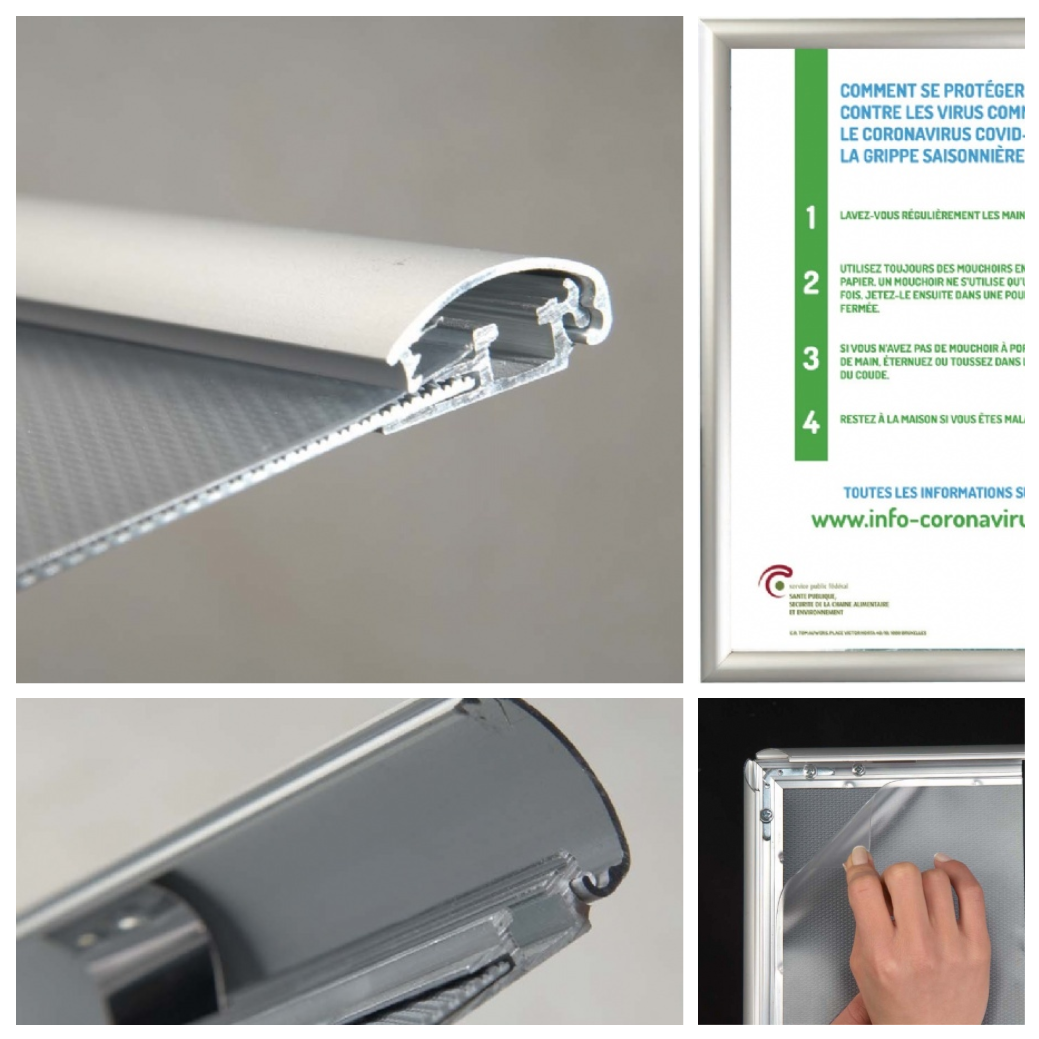 COMMENT SE PROTÉGER
CONTRE LES VIRUS COM
LE CORONAVIRUS COVID-
LA GRIPPE SAISONNIÈRE
1
LAVEZ-VOUS RÉGULIÈREMENT LES MAIN
2
UTILISEZ TOUJOURS DES MOUCHOIRS EN
PAPIER. UN MOUCHOIR NE S'UTILISE QU'U
FOIS. JETEZ-LE ENSUITE DANS UNE POU
FERMÉE.
3
SI VOUS N'AVEZ PAS DE MOUCHOIR À POR
DE MAIN, ÉTERNUEZ OU TOUSSEZ DANS L
DU COUDE.
4
RESTEZ À LA MAISON SI VOUS ÊTES MALA
TOUTES LES INFORMATIONS SU
www.info-coronaviru
service public fédéral
SANTÉ PUBLIQUE,
SECURITE DE LA CHAINE ALIMENTAIRE
ET ENVIRONNEMENT